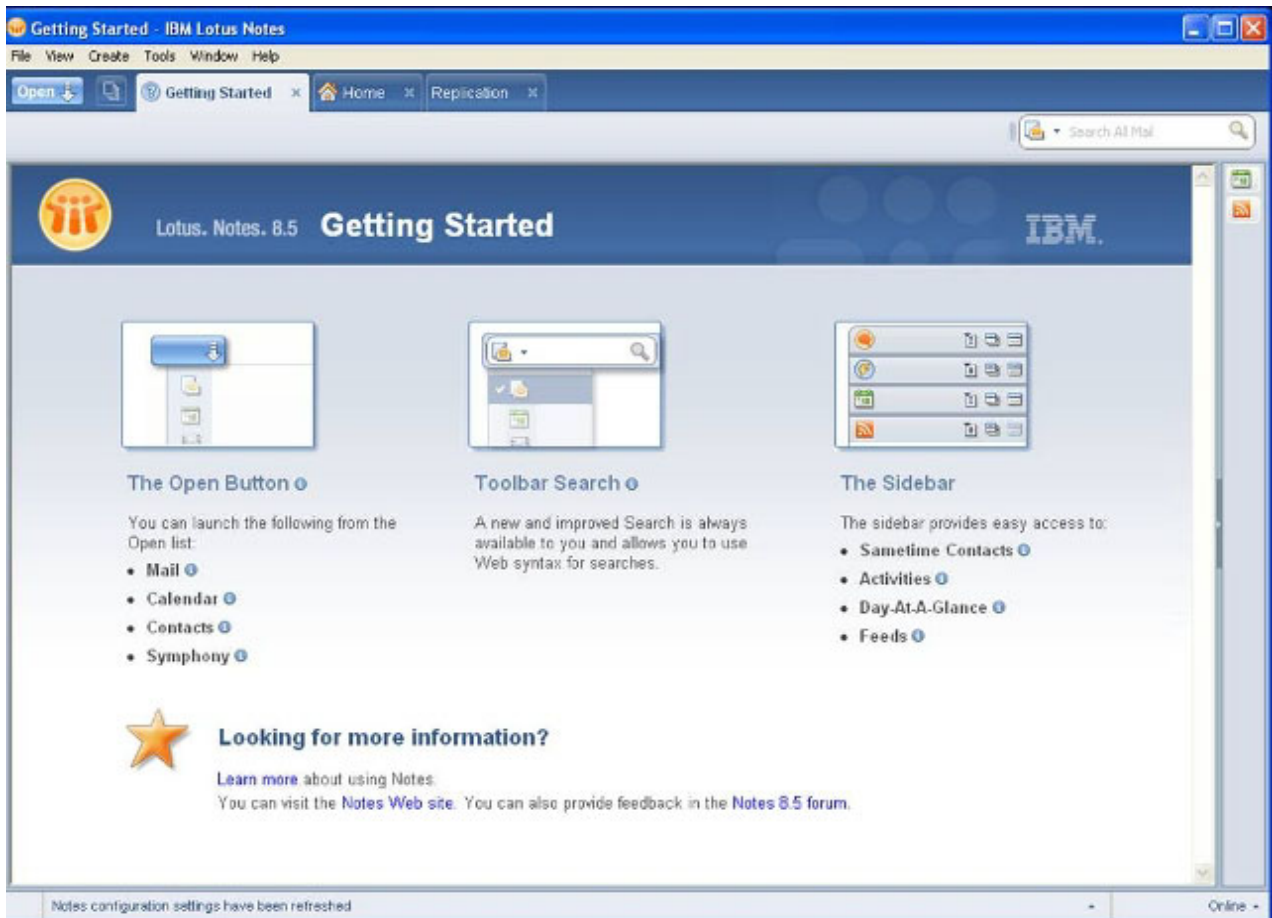 Getting Started - IBM Lotus Notes
File View Create Tools Window Help
Open Getting Started Home Replication
Search All Mail
Lotus. Notes. 8.5 Getting Started IBM.
The Open Button
You can launch the following from the
Open list:
• Mail
• Calendar
• Contacts
• Symphony
Toolbar Search
A new and improved Search is always
available to you and allows you to use
Web syntax for searches.
The Sidebar
The sidebar provides easy access to:
• Sametime Contacts
• Activities
• Day-At-A-Glance
• Feeds
Looking for more information?
Learn more about using Notes.
You can visit the Notes Web site. You can also provide feedback in the Notes 8.5 forum.
Notes configuration settings have been refreshed
Online